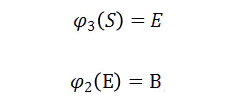 φ₃(S) = E
φ₂(E) = B